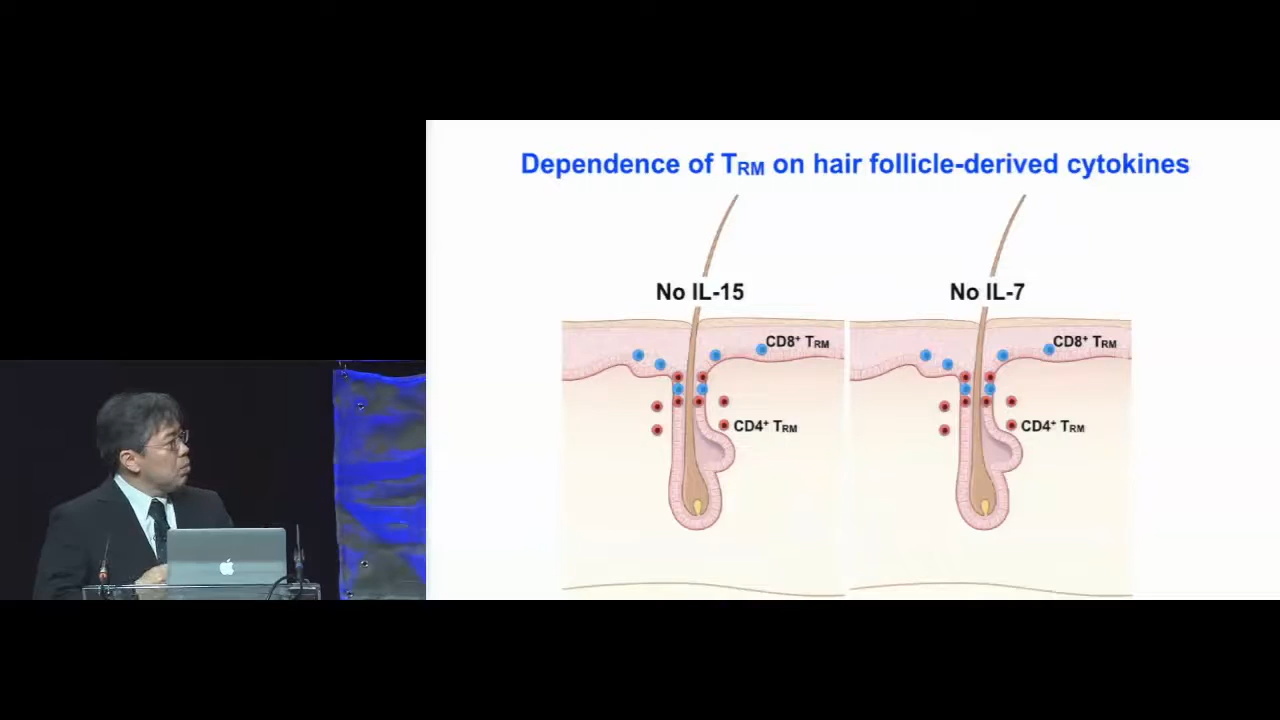 Dependence of TRM on hair follicle-derived cytokines
No IL-15
No IL-7
CD8⁺ TRM
CD8⁺ TRM
CD4⁺ TRM
CD4⁺ TRM